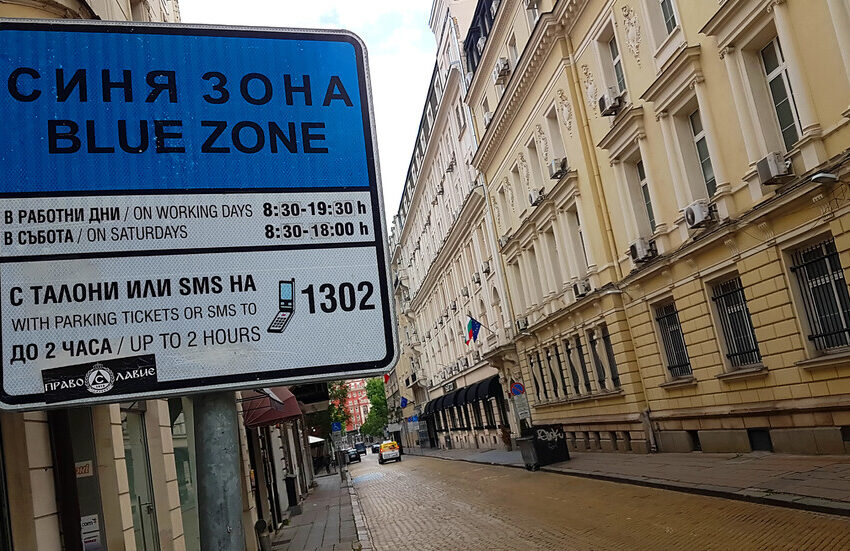 СИНЯ ЗОНА
BLUE ZONE
В РАБОТНИ ДНИ / ON WORKING DAYS 8:30-19:30 h
В СЪБОТА / ON SATURDAYS 8:30-18:00 h
С ТАЛОНИ ИЛИ SMS НА
WITH PARKING TICKETS OR SMS TO
1302
ДО 2 ЧАСА / UP TO 2 HOURS
ПРАВОСЛАВИЕ